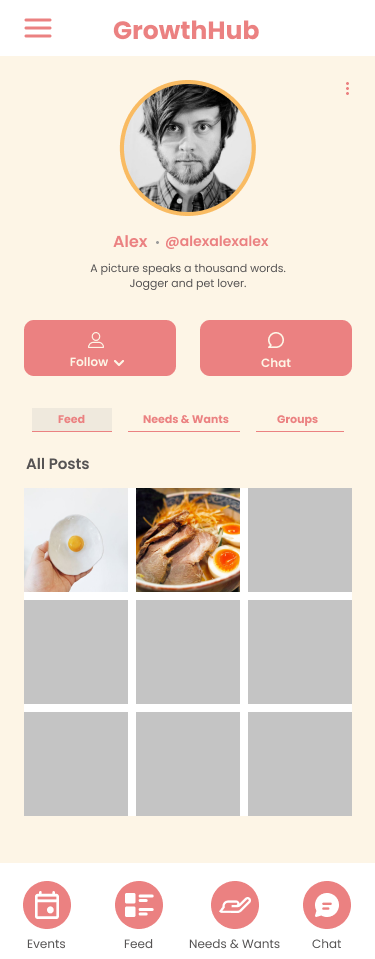 GrowthHub
Alex • @alexalexalex
A picture speaks a thousand words.
Jogger and pet lover.
Follow
Chat
Feed
Needs & Wants
Groups
All Posts
Events
Feed
Needs & Wants
Chat